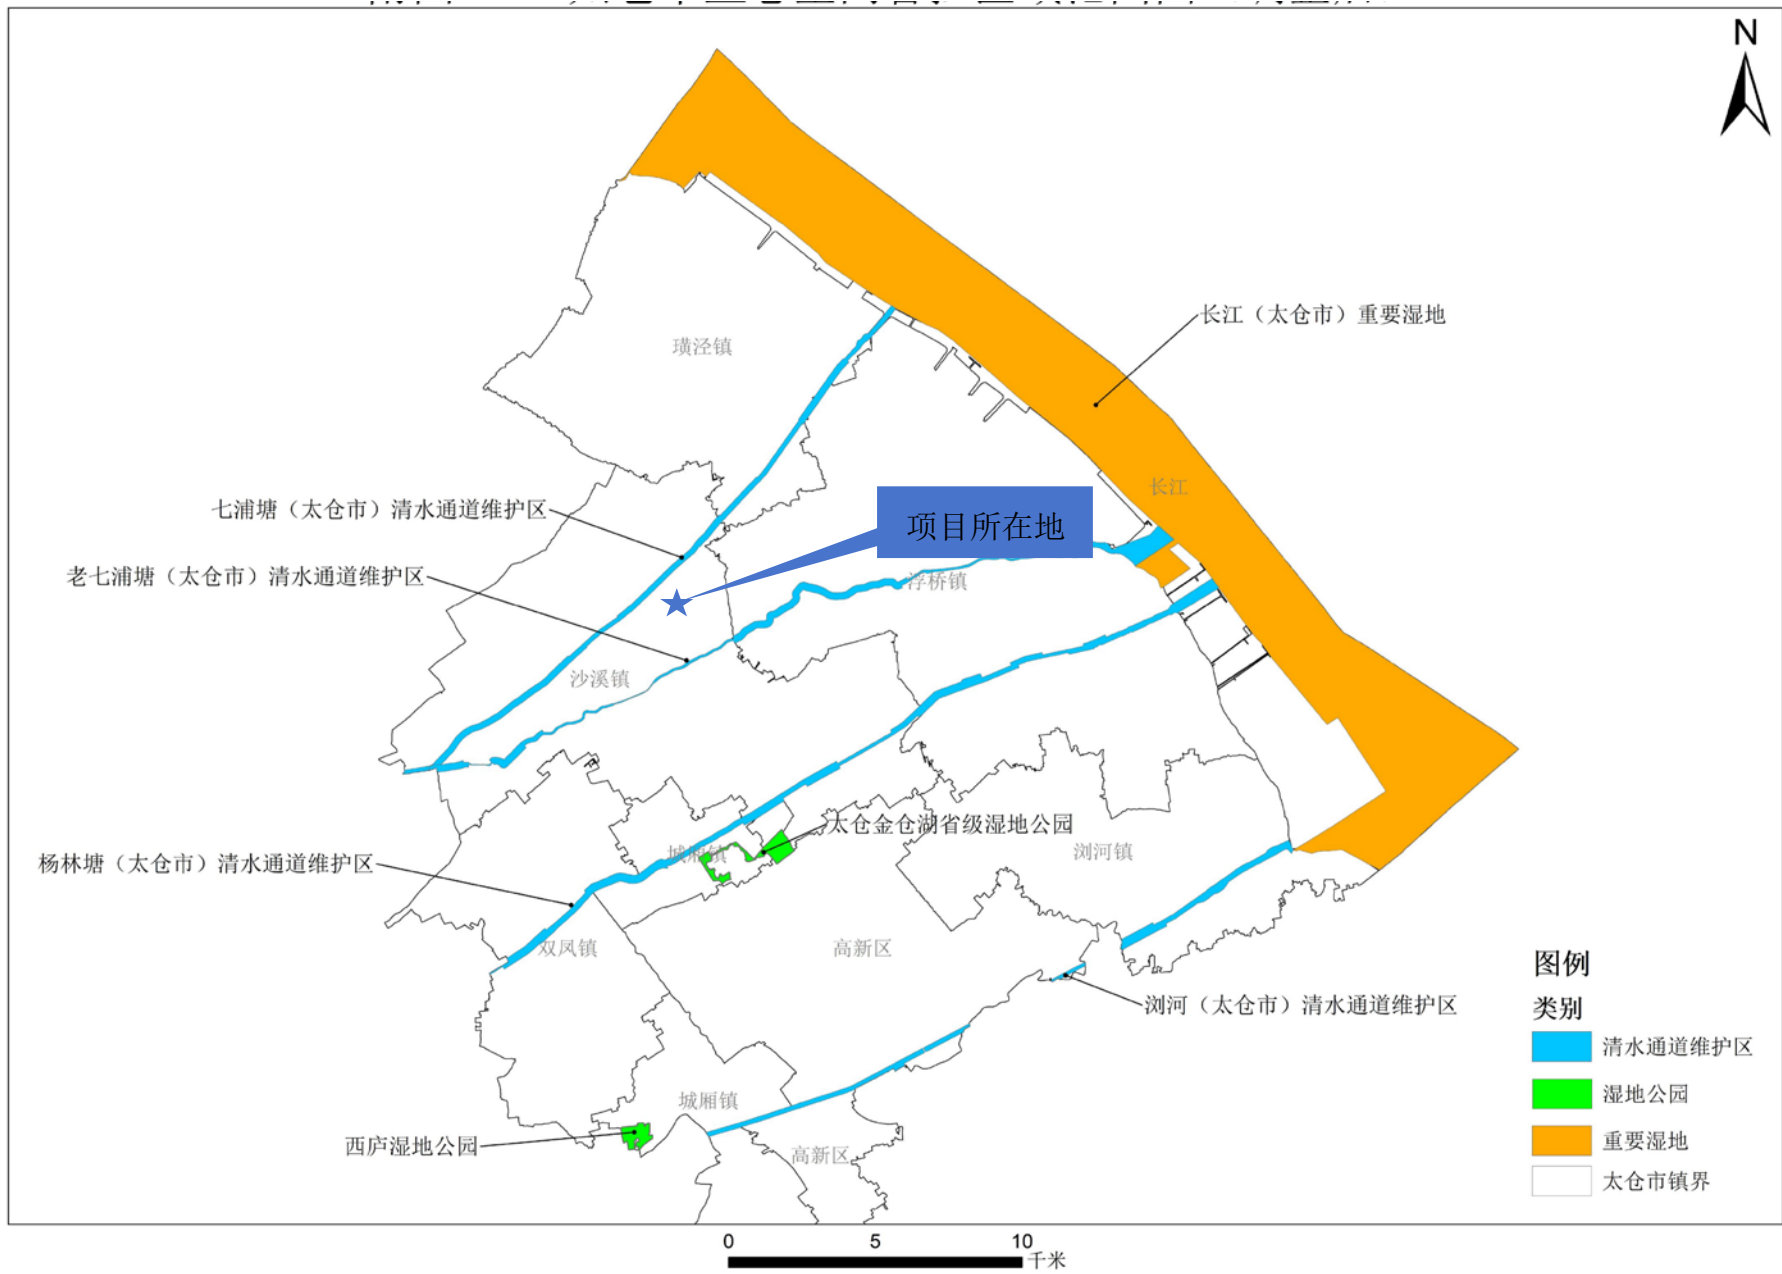 N
长江（太仓市）重要湿地
璜泾镇
长江
七浦塘（太仓市）清水通道维护区
项目所在地
老七浦塘（太仓市）清水通道维护区
浮桥镇
沙溪镇
太仓金仓湖省级湿地公园
城厢镇
浏河镇
杨林塘（太仓市）清水通道维护区
双凤镇
高新区
浏河（太仓市）清水通道维护区
城厢镇
西庐湿地公园
高新区
图例
类别
清水通道维护区
湿地公园
重要湿地
太仓市镇界
0 5 10
千米